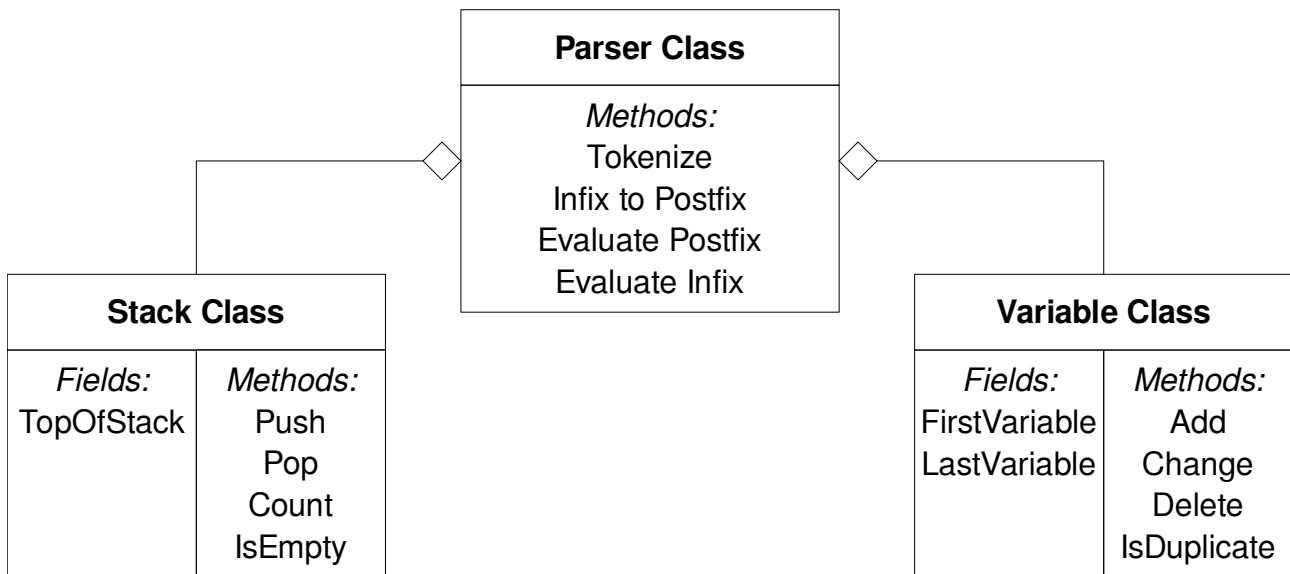 Parser Class
Methods:
Tokenize
Infix to Postfix
Evaluate Postfix
Evaluate Infix
Stack Class
Fields:
TopOfStack
Methods:
Push
Pop
Count
IsEmpty
Variable Class
Fields:
FirstVariable
LastVariable
Methods:
Add
Change
Delete
IsDuplicate